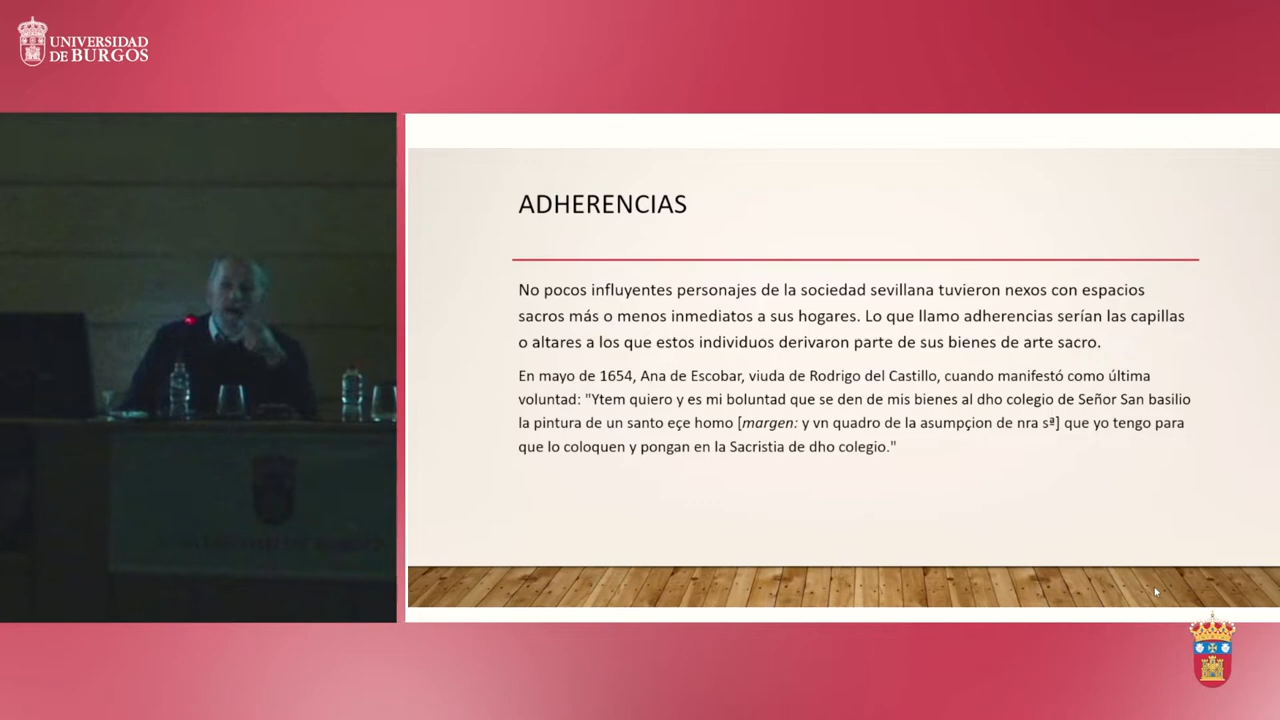 UNIVERSIDAD
DE BURGOS
ADHERENCIAS
No pocos influyentes personajes de la sociedad sevillana tuvieron nexos con espacios
sacros más o menos inmediatos a sus hogares. Lo que llamo adherencias serían las capillas
o altares a los que estos individuos derivaron parte de sus bienes de arte sacro.
En mayo de 1654, Ana de Escobar, viuda de Rodrigo del Castillo, cuando manifestó como última
voluntad: "Ytem quiero y es mi boluntad que se den de mis bienes al dho colegio de Señor San basilio
la pintura de un santo eçe homo [margen: y vn quadro de la asumpçion de nra sª] que yo tengo para
que lo coloquen y pongan en la Sacristia de dho colegio."